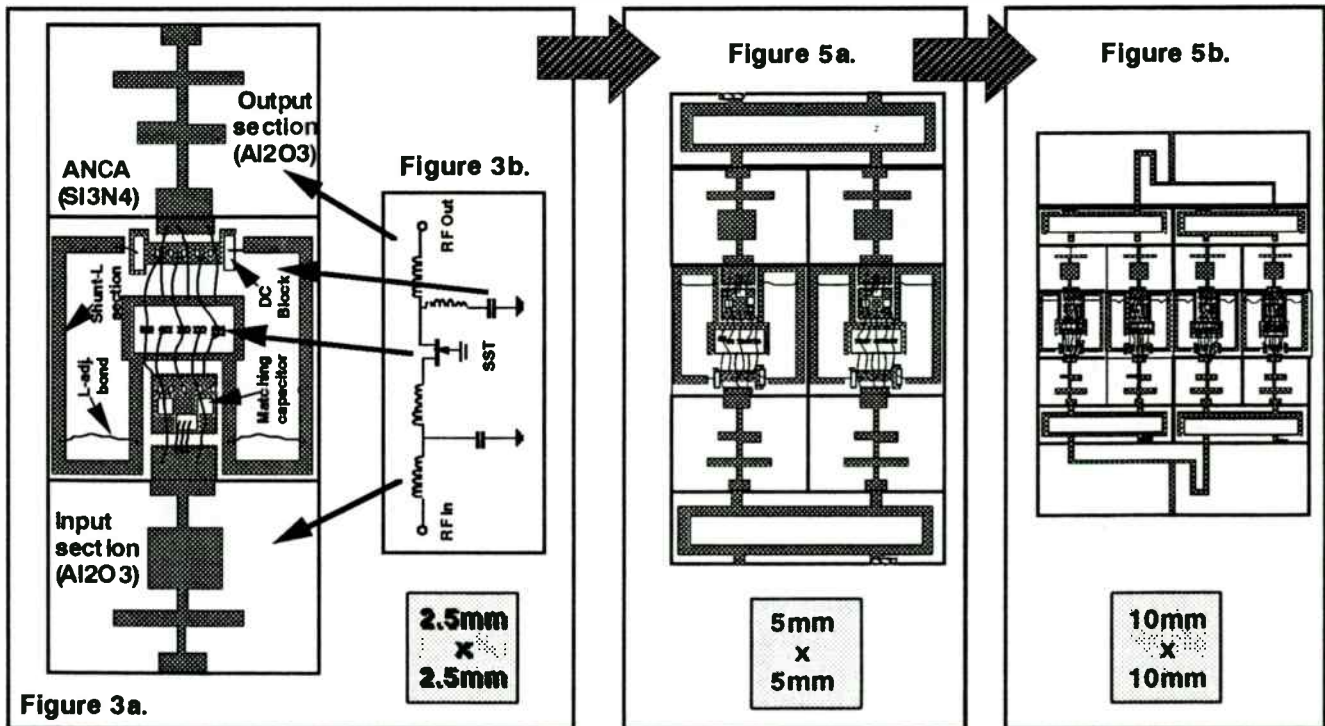 Output
section
(Al2O3)
ANCA
(Si3N4)
Shunt-L
section
DC
Block
L-adj.
bond
Matching
capacitor
Input
section
(Al2O3)
Figure 3a.
Figure 3b.
RF Out
SST
RF In
2.5mm
x
2.5mm
Figure 5a.
5mm
x
5mm
Figure 5b.
10mm
x
10mm